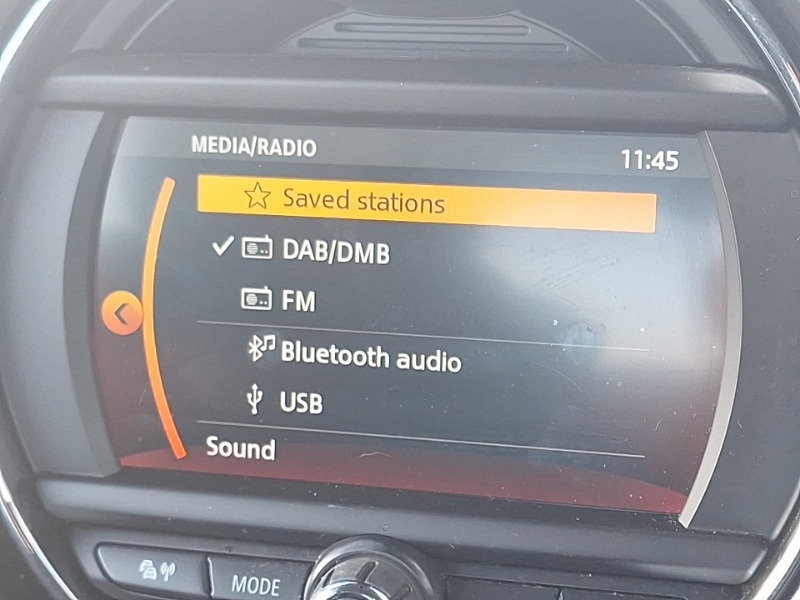 MEDIA/RADIO 11:45
Saved stations
DAB/DMB
FM
Bluetooth audio
USB
Sound
MODE